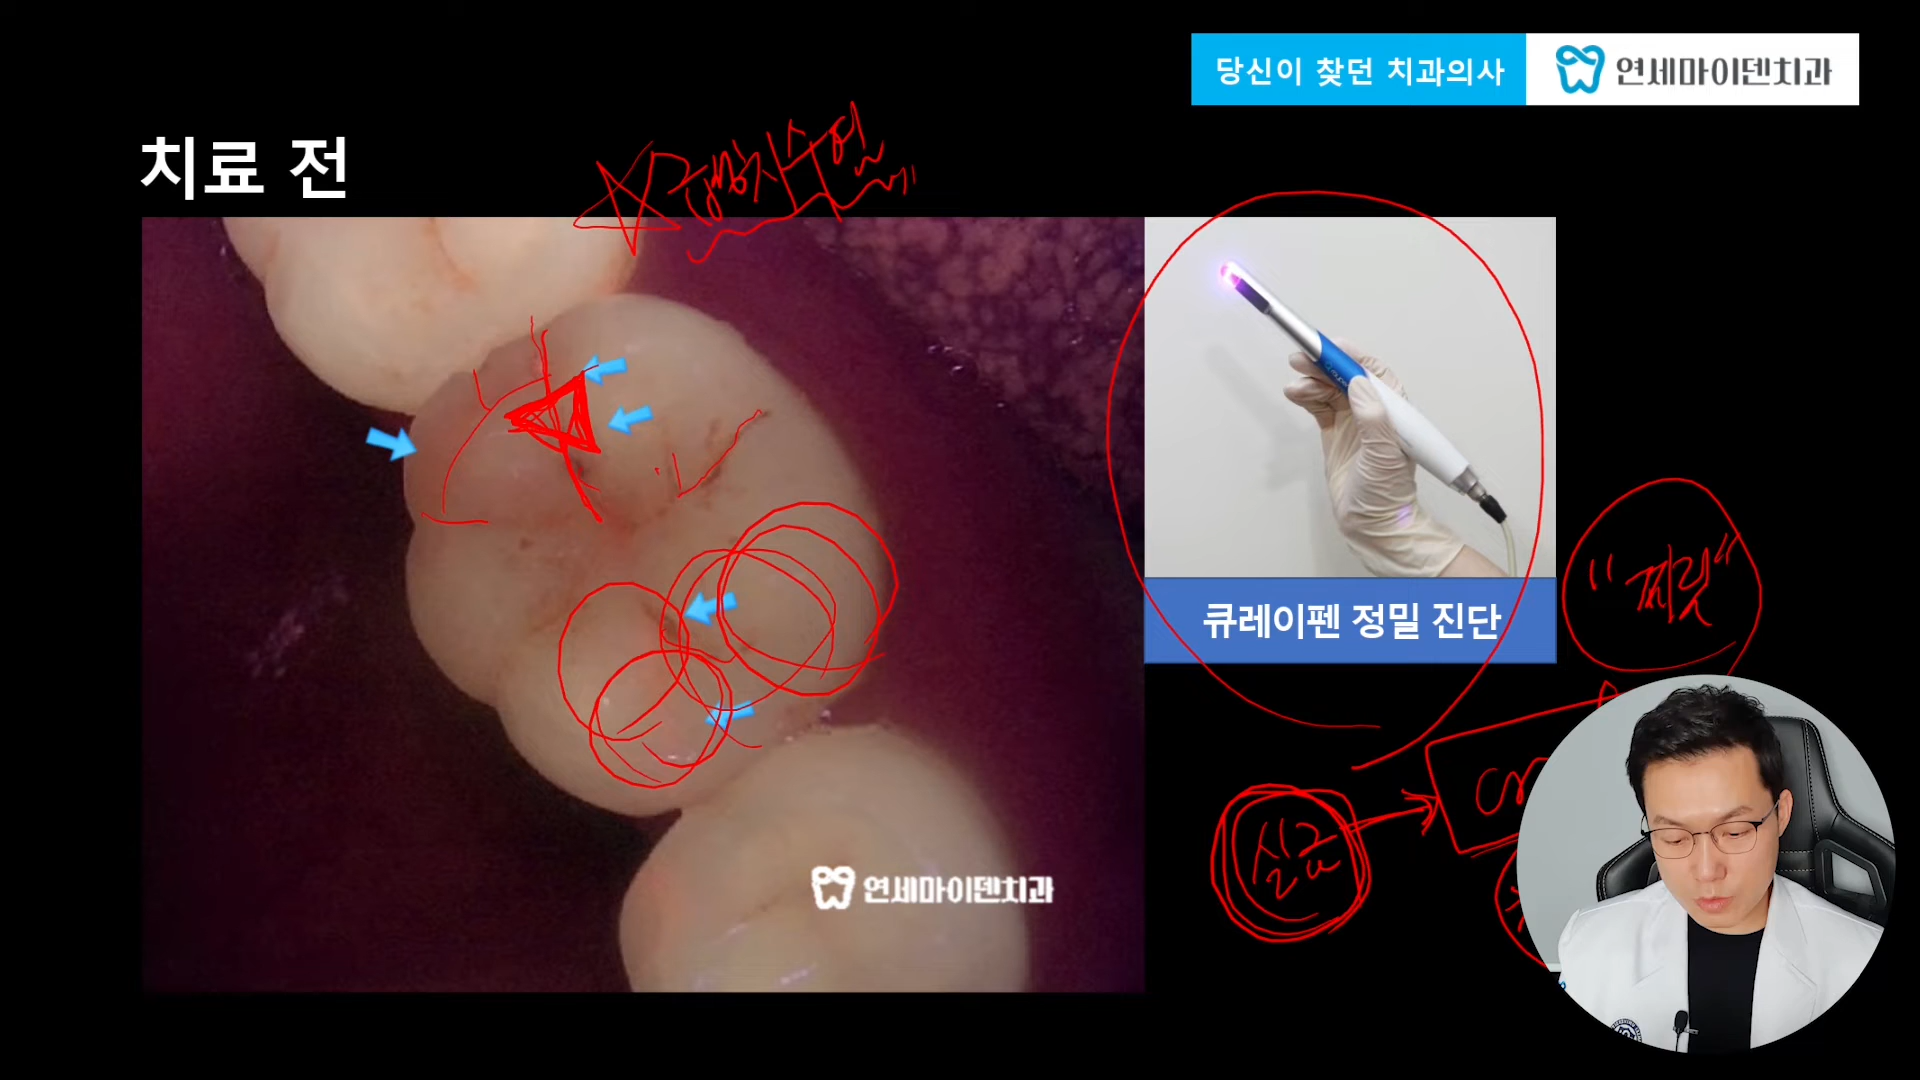 당신이 찾던 치과의사 연세마이덴치과
치료 전
큐레이펜 정밀 진단
"찌릿"
실금
연세마이덴치과